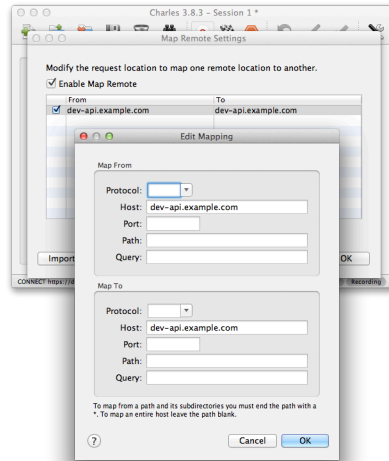 Charles 3.8.3 – Session 1 *
Map Remote Settings
Modify the request location to map one remote location to another.
Enable Map Remote
From To
dev-api.example.com dev-api.example.com
Edit Mapping
Map From
Protocol:
Host: dev-api.example.com
Port:
Path:
Query:
Import OK
CONNECT https://d Recording
Map To
Protocol:
Host: dev-api.example.com
Port:
Path:
Query:
To map from a path and its subdirectories you must end the path with a
*. To map an entire host leave the path blank.
? Cancel OK